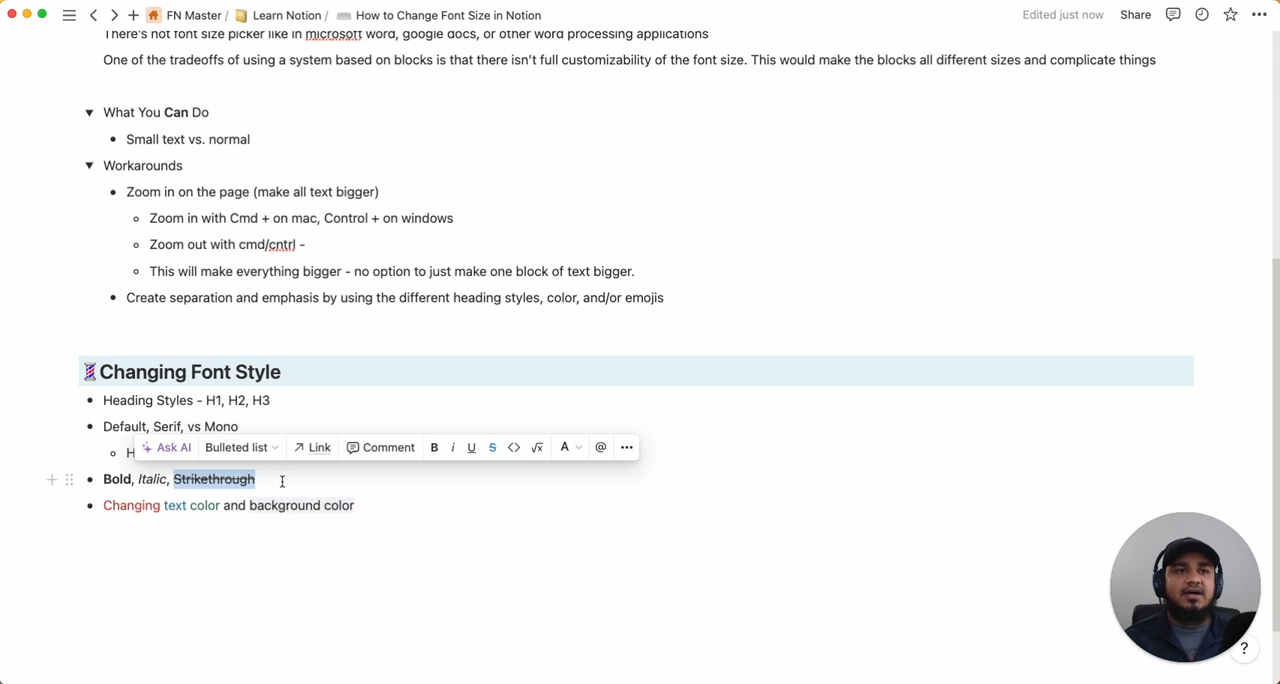 FN Master / Learn Notion / How to Change Font Size in Notion
Edited just now Share
There's not font size picker like in microsoft word, google docs, or other word processing applications
One of the tradeoffs of using a system based on blocks is that there isn't full customizability of the font size. This would make the blocks all different sizes and complicate things
What You Can Do
Small text vs. normal
Workarounds
Zoom in on the page (make all text bigger)
Zoom in with Cmd + on mac, Control + on windows
Zoom out with cmd/cntrl -
This will make everything bigger - no option to just make one block of text bigger.
Create separation and emphasis by using the different heading styles, color, and/or emojis
Changing Font Style
Heading Styles - H1, H2, H3
Default, Serif, vs Mono
Ask AI Bulleted list Link Comment B i U S <> √x A @ •••
Bold, Italic, Strikethrough
Changing text color and background color
?